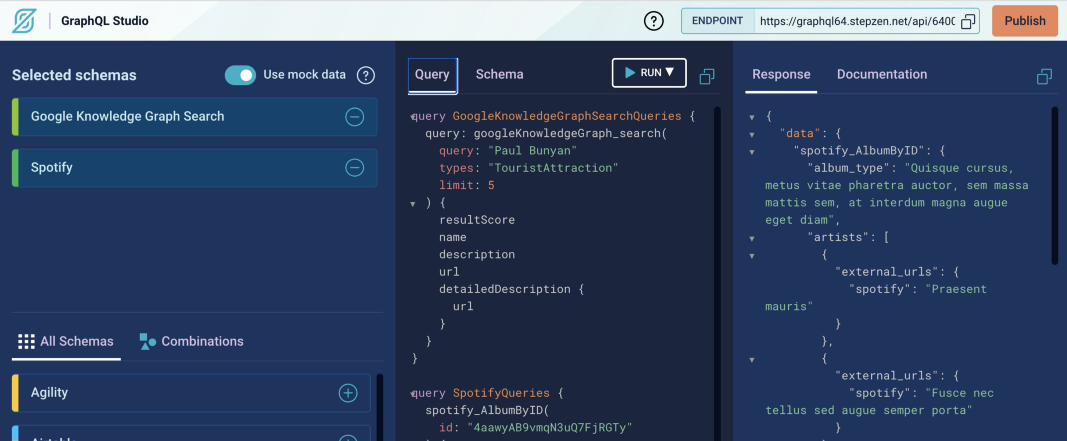 GraphQL Studio
ENDPOINT https://graphql64.stepzen.net/api/640
Publish
Selected schemas
Use mock data
Google Knowledge Graph Search
Spotify
All Schemas
Combinations
Agility
Query
Schema
RUN
query GoogleKnowledgeGraphSearchQueries {
query: googleKnowledgeGraph_search(
query: "Paul Bunyan"
types: "TouristAttraction"
limit: 5
) {
resultScore
name
description
url
detailedDescription {
url
}
}
}
query SpotifyQueries {
spotify_AlbumByID(
id: "4aawyAB9vmqN3uQ7FjRGTy"
Response
Documentation
{
"data": {
"spotify_AlbumByID": {
"album_type": "Quisque cursus,
metus vitae pharetra auctor, sem massa
mattis sem, at interdum magna augue
eget diam",
"artists": [
{
"external_urls": {
"spotify": "Praesent
mauris"
}
},
{
"external_urls": {
"spotify": "Fusce nec
tellus sed augue semper porta"
}